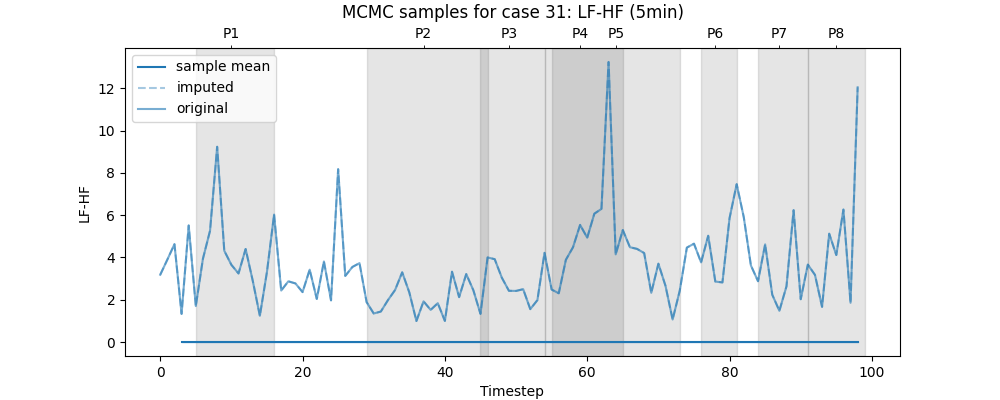 MCMC samples for case 31: LF-HF (5min)
P1 P2 P3 P4 P5 P6 P7 P8
sample mean
imputed
original
LF-HF
12
10
8
6
4
2
0
0 20 40 60 80 100
Timestep